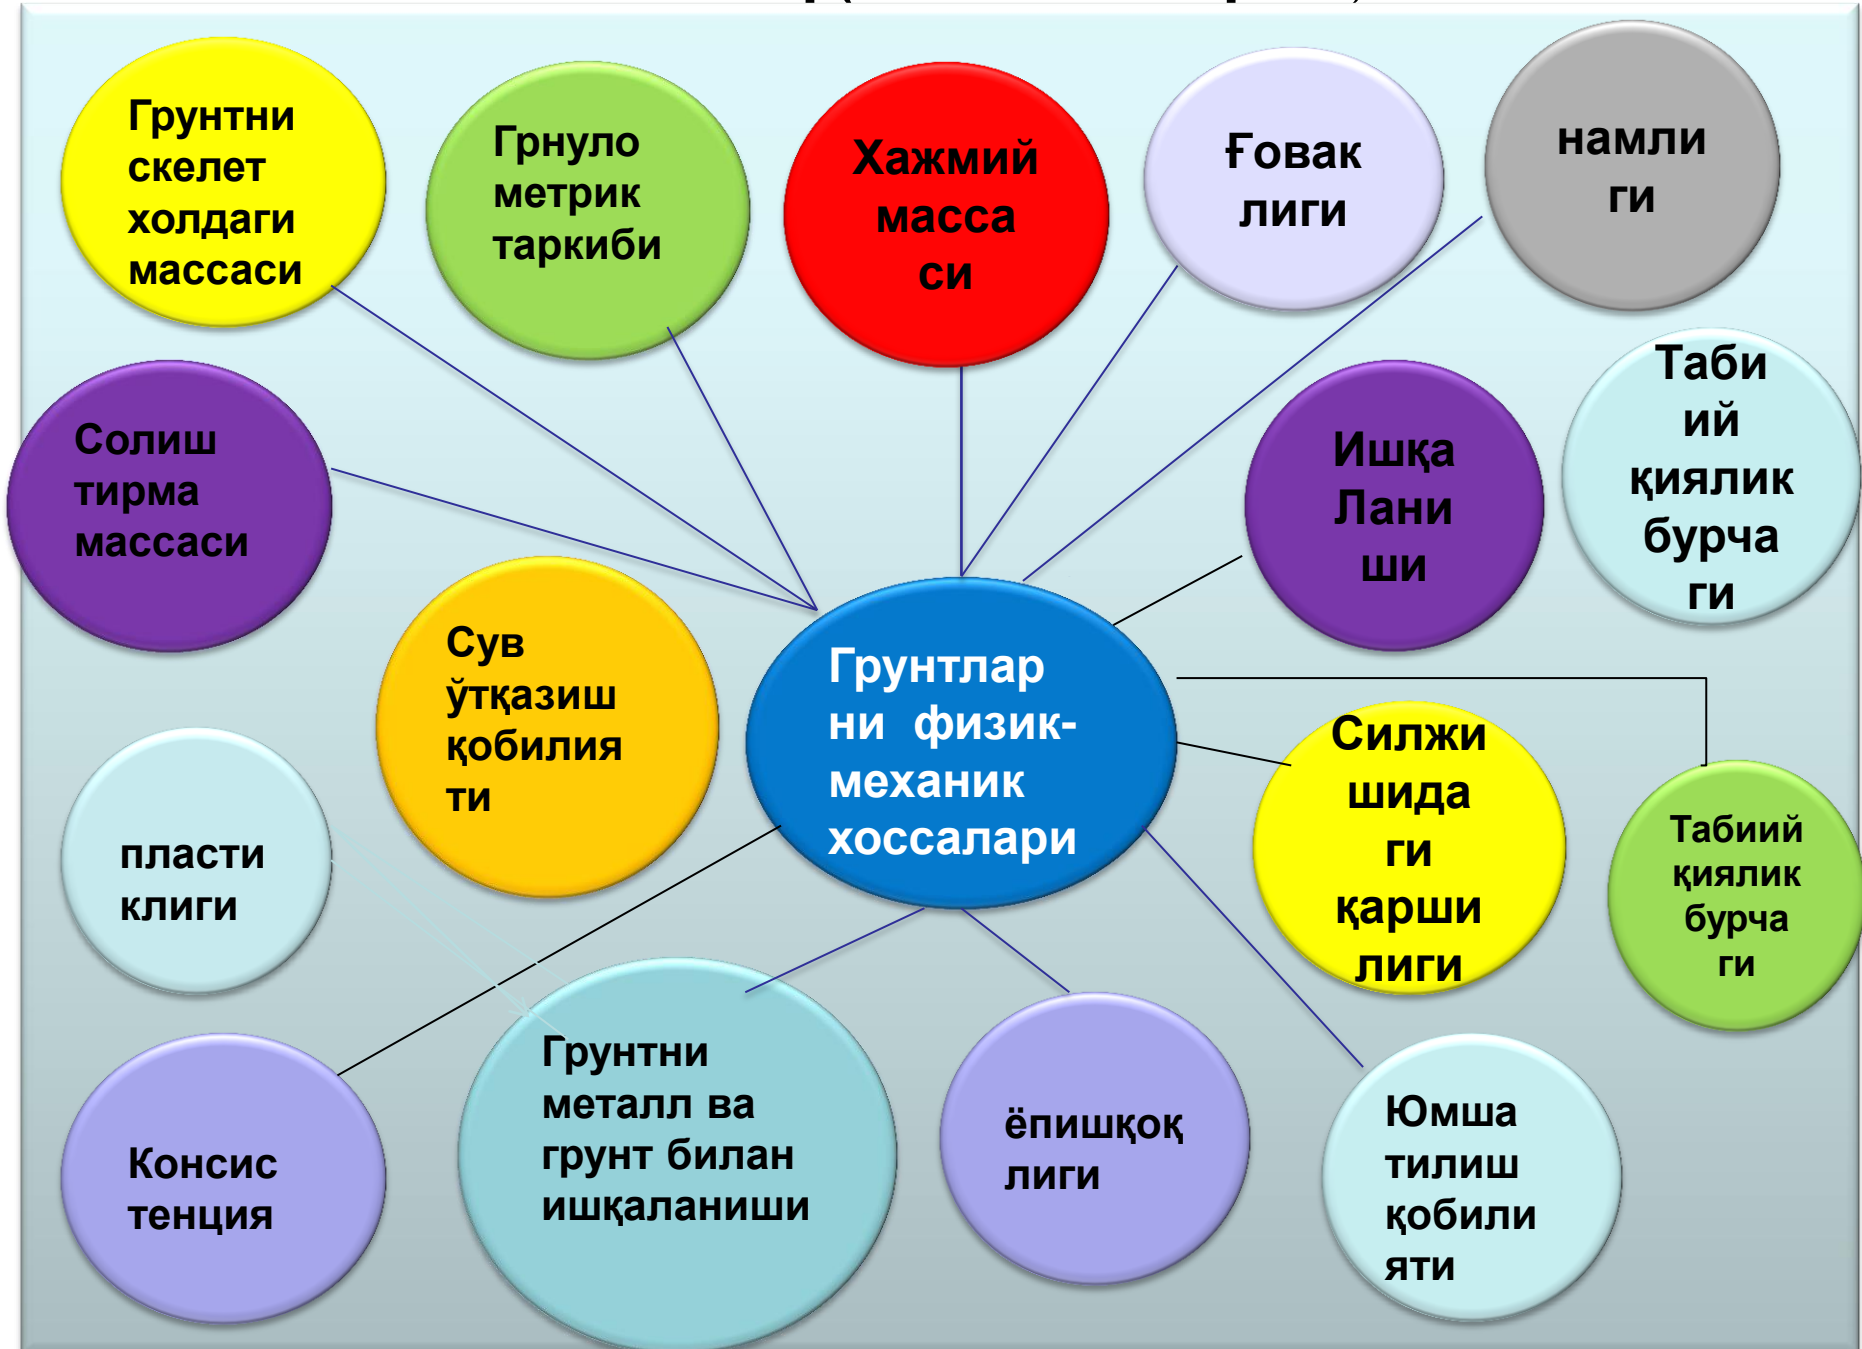 Грунтни
скелет
холдаги
массаси
Грнуло
метрик
таркиби
Хажмий
масса
си
Ғовак
лиги
намли
ги
Солиш
тирма
массаси
Ишқа
Лани
ши
Таби
ий
қиялик
бурча
ги
Сув
ўтқазиш
қобилия
ти
Грунтлар
ни физик-
механик
хоссалари
Силжи
шида
ги
қарши
лиги
Табиий
қиялик
бурча
ги
пласти
клиги
Консис
тенция
Грунтни
металл ва
грунт билан
ишқаланиши
ёпишқоқ
лиги
Юмша
тилиш
қобили
яти